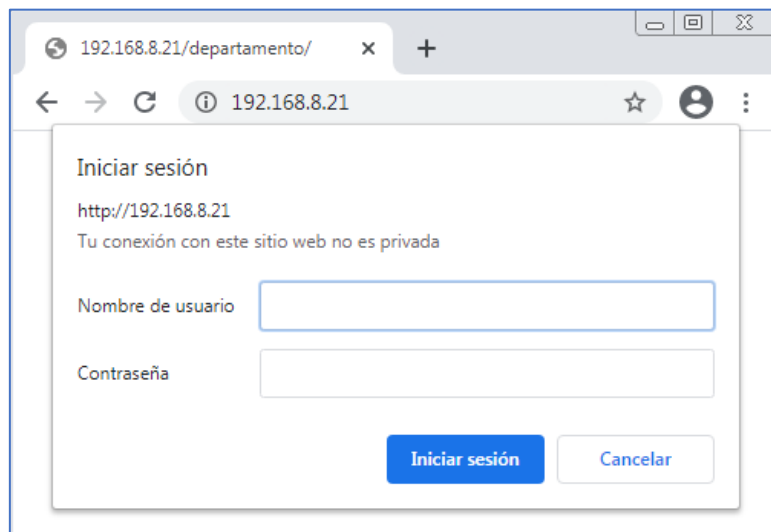 192.168.8.21/departamento/
192.168.8.21
Iniciar sesión
http://192.168.8.21
Tu conexión con este sitio web no es privada
Nombre de usuario
Contraseña
Iniciar sesión Cancelar